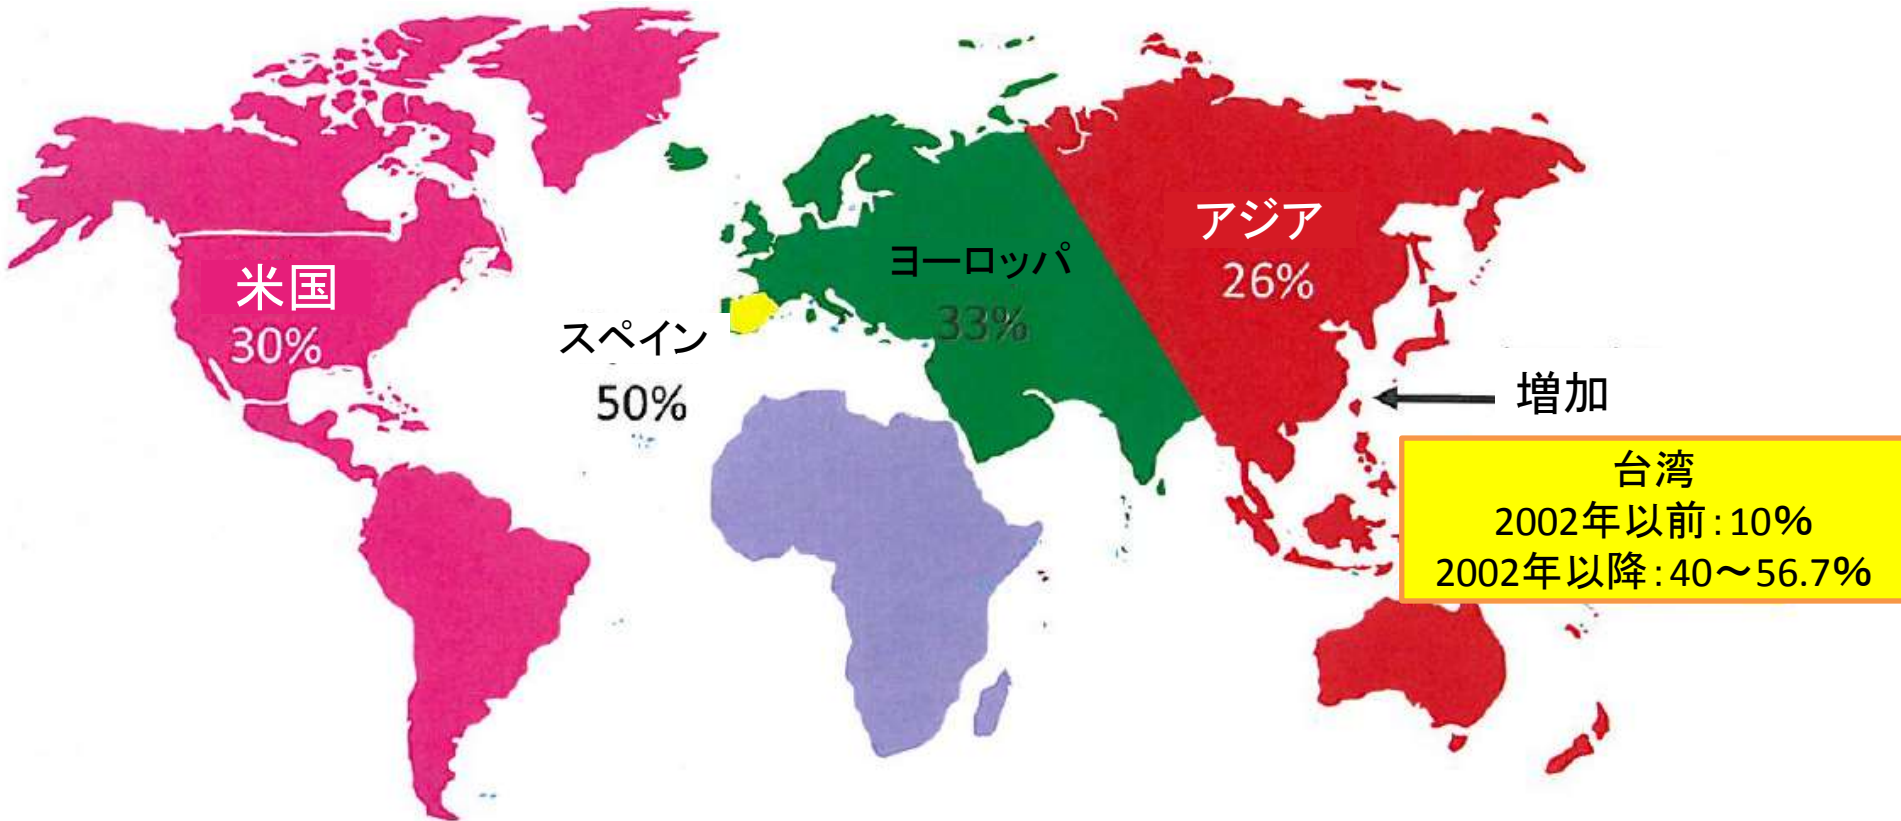 米国
30%
スペイン
50%
ヨーロッパ
33%
アジア
26%
増加
台湾
2002年以前：10%
2002年以降：40～56.7%